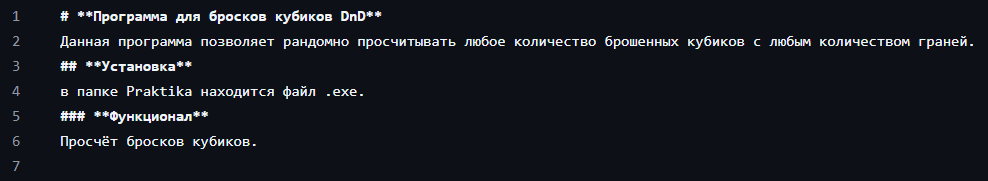 1 # **Программа для бросков кубиков DnD**
2 Данная программа позволяет рандомно просчитывать любое количество брошенных кубиков с любым количеством граней.
3 ## **Установка**
4 в папке Praktika находится файл .exe.
5 ### **Функционал**
6 Просчёт бросков кубиков.
7